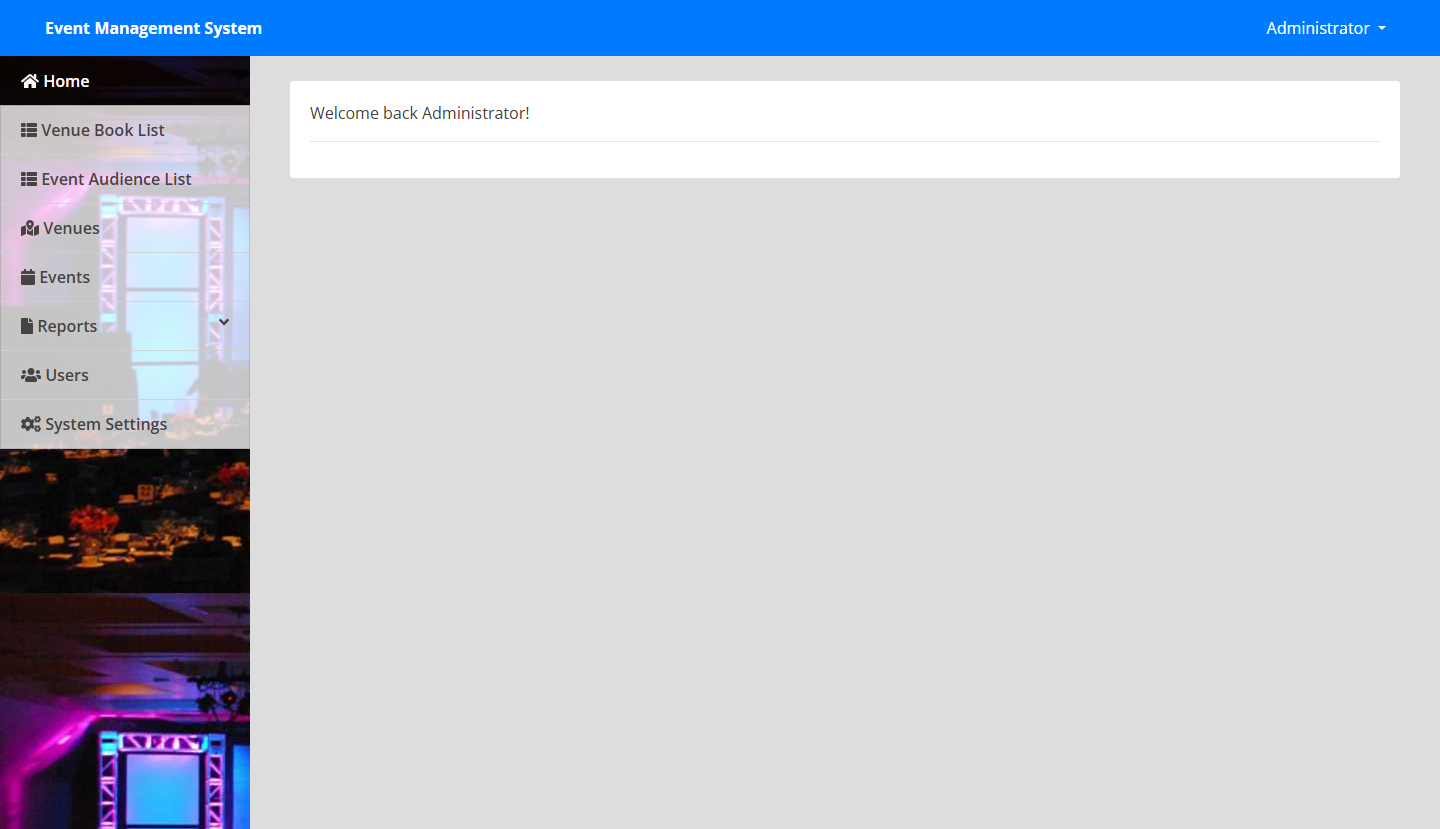 Event Management System
Administrator
Home
Venue Book List
Event Audience List
Venues
Events
Reports
Users
System Settings
Welcome back Administrator!